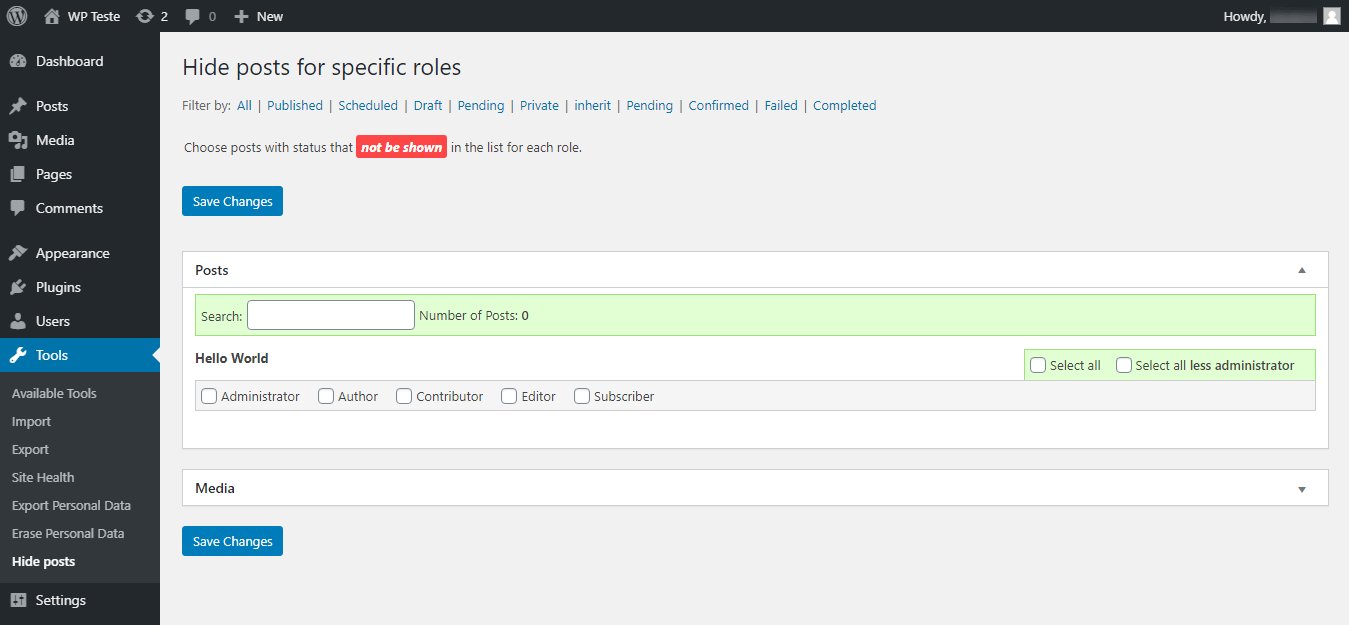 WP Teste 2 0 New Howdy,
Dashboard
Posts
Media
Pages
Comments
Appearance
Plugins
Users
Tools
Available Tools
Import
Export
Site Health
Export Personal Data
Erase Personal Data
Hide posts
Settings
Hide posts for specific roles
Filter by: All | Published | Scheduled | Draft | Pending | Private | inherit | Pending | Confirmed | Failed | Completed
Choose posts with status that not be shown in the list for each role.
Save Changes
Posts
Search: Number of Posts: 0
Hello World
Select all Select all less administrator
Administrator Author Contributor Editor Subscriber
Media
Save Changes